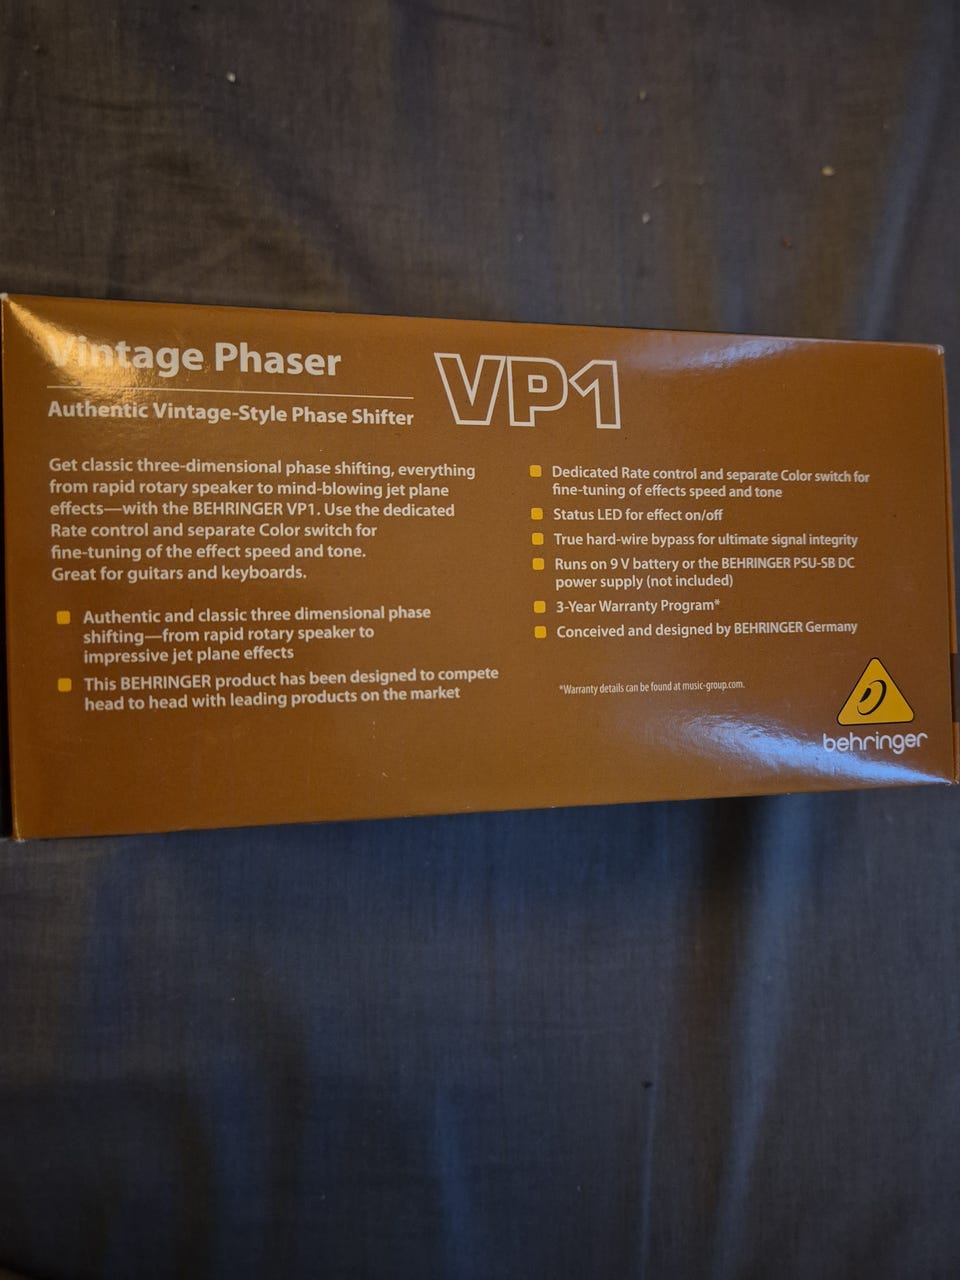 Vintage Phaser
Authentic Vintage-Style Phase Shifter
VP1
Get classic three-dimensional phase shifting, everything
from rapid rotary speaker to mind-blowing jet plane
effects—with the BEHRINGER VP1. Use the dedicated
Rate control and separate Color switch for
fine-tuning of the effect speed and tone.
Great for guitars and keyboards.
Authentic and classic three dimensional phase
shifting—from rapid rotary speaker to
impressive jet plane effects
This BEHRINGER product has been designed to compete
head to head with leading products on the market
Dedicated Rate control and separate Color switch for
fine-tuning of effects speed and tone
Status LED for effect on/off
True hard-wire bypass for ultimate signal integrity
Runs on 9 V battery or the BEHRINGER PSU-SB DC
power supply (not included)
3-Year Warranty Program*
Conceived and designed by BEHRINGER Germany
*Warranty details can be found at music-group.com.
behringer